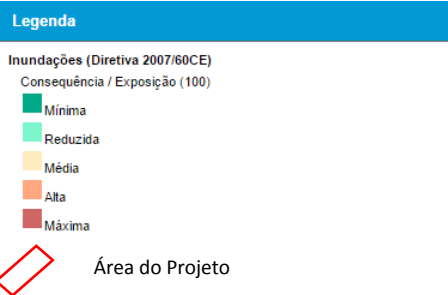 Legenda
Inundações (Diretiva 2007/60CE)
Consequência / Exposição (100)
Mínima
Reduzida
Média
Alta
Máxima
Área do Projeto